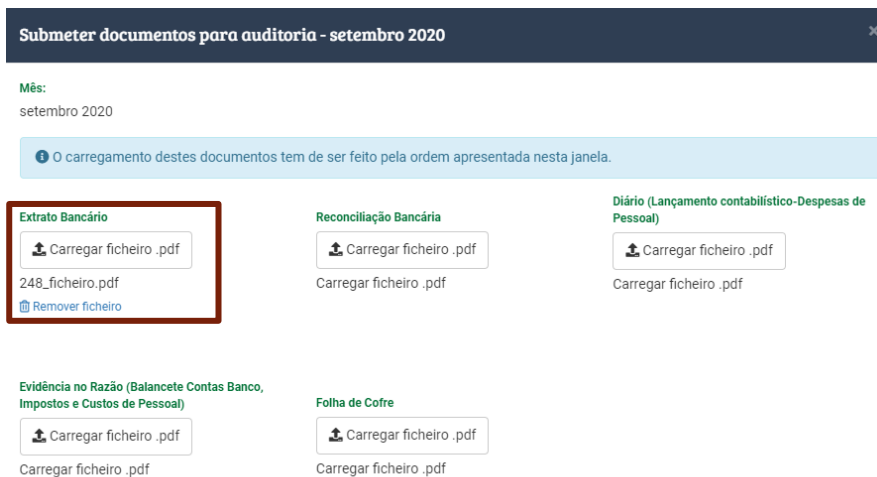 Submeter documentos para auditoria - setembro 2020
×
Mês:
setembro 2020
O carregamento destes documentos tem de ser feito pela ordem apresentada nesta janela.
Extrato Bancário
Carregar ficheiro .pdf
248_ficheiro.pdf
Remover ficheiro
Reconciliação Bancária
Carregar ficheiro .pdf
Carregar ficheiro .pdf
Diário (Lançamento contabilístico-Despesas de
Pessoal)
Carregar ficheiro .pdf
Carregar ficheiro .pdf
Evidência no Razão (Balancete Contas Banco,
Impostos e Custos de Pessoal)
Carregar ficheiro .pdf
Carregar ficheiro .pdf
Folha de Cofre
Carregar ficheiro .pdf
Carregar ficheiro .pdf